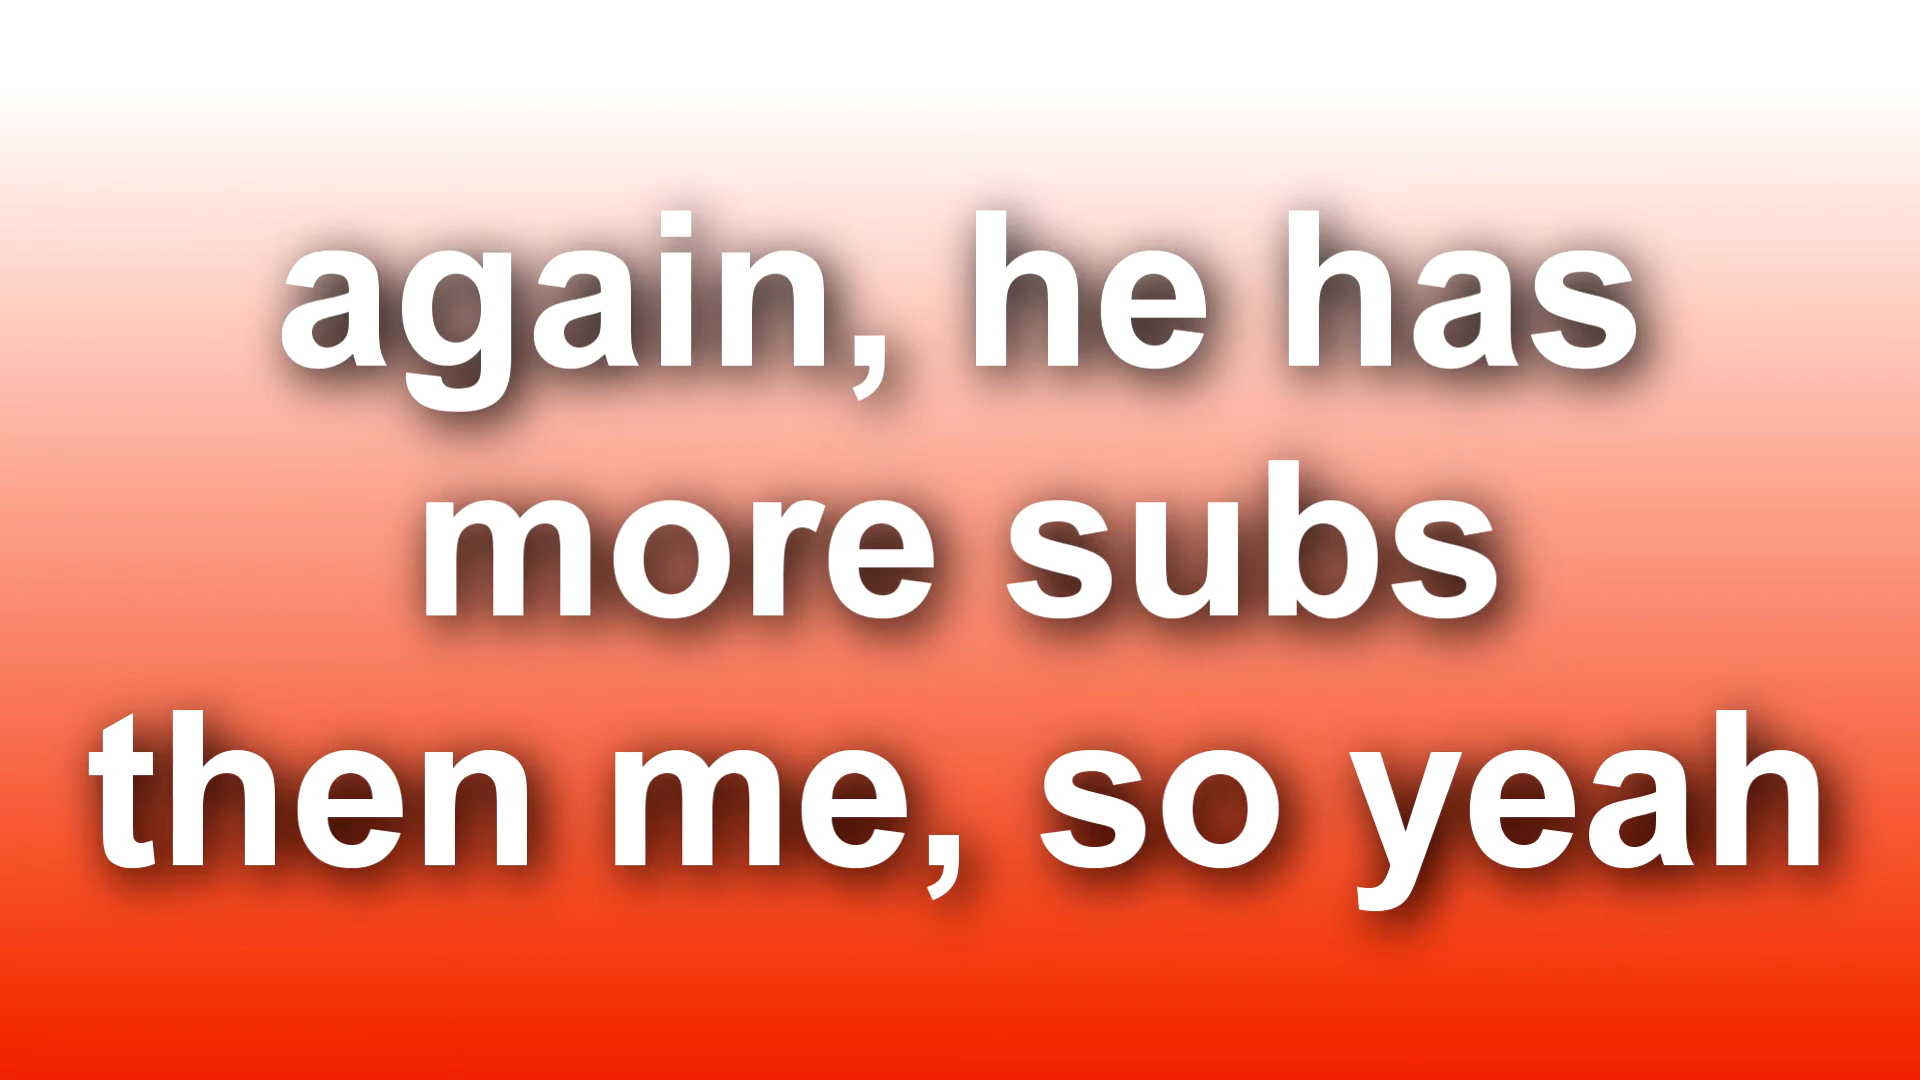 again, he has
more subs
then me, so yeah